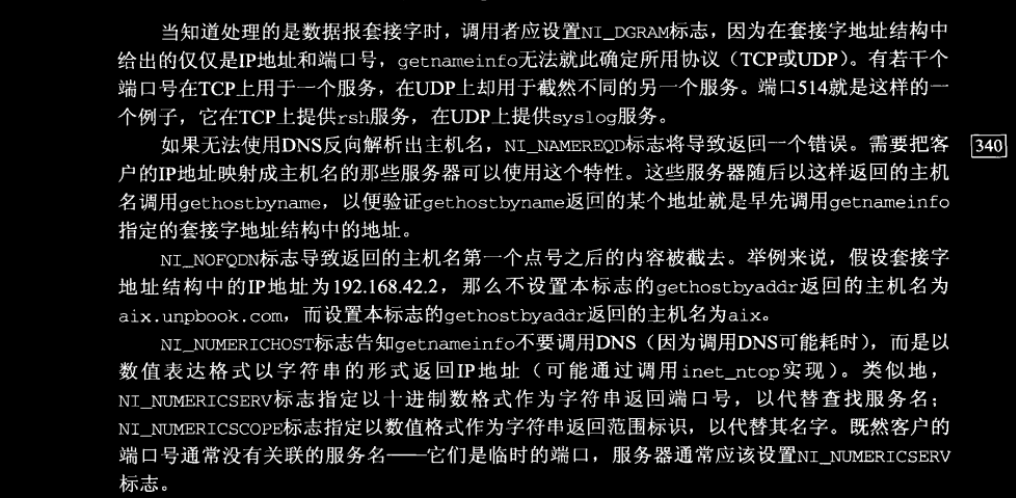 当知道处理的是数据报套接字时，调用者应设置NI_DGRAM标志，因为在套接字地址结构中
给出的仅仅是IP地址和端口号，getnameinfo无法就此确定所用协议（TCP或UDP）。有若干个
端口号在TCP上用于一个服务，在UDP上却用于截然不同的另一个服务。端口514就是这样的一
个例子，它在TCP上提供rsh服务，在UDP上提供syslog服务。
如果无法使用DNS反向解析出主机名，NI_NAMEREQD标志将导致返回一个错误。需要把客
340
户的IP地址映射成主机名的那些服务器可以使用这个特性。这些服务器随后以这样返回的主机
名调用gethostbyname，以便验证gethostbyname返回的某个地址就是早先调用getnameinfo
指定的套接字地址结构中的地址。
NI_NOFQDN标志导致返回的主机名第一个点号之后的内容被截去。举例来说，假设套接字
地址结构中的IP地址为192.168.42.2，那么不设置本标志的gethostbyaddr返回的主机名为
aix.unpbook.com，而设置本标志的gethostbyaddr返回的主机名为aix。
NI_NUMERICHOST标志告知getnameinfo不要调用DNS（因为调用DNS可能耗时），而是以
数值表达格式以字符串的形式返回IP地址（可能通过调用inet_ntop实现）。类似地，
NI_NUMERICSERV标志指定以十进制数格式作为字符串返回端口号，以代替查找服务名；
NI_NUMERICSCOPE标志指定以数值格式作为字符串返回范围标识，以代替其名字。既然客户的
端口号通常没有关联的服务名——它们是临时的端口，服务器通常应该设置NI_NUMERICSERV
标志。